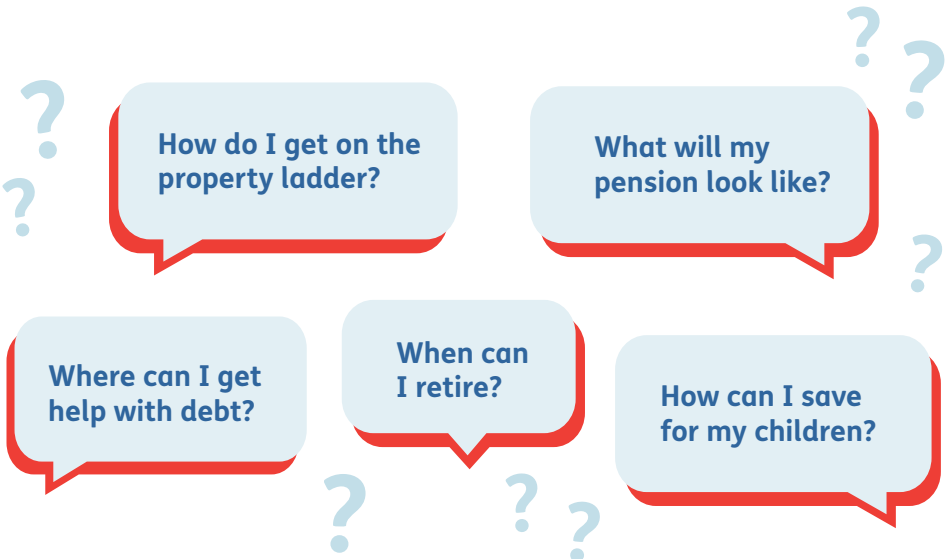 How do I get on the
property ladder?
What will my
pension look like?
Where can I get
help with debt?
When can
I retire?
How can I save
for my children?
?
?
?
?
?
?
?
?